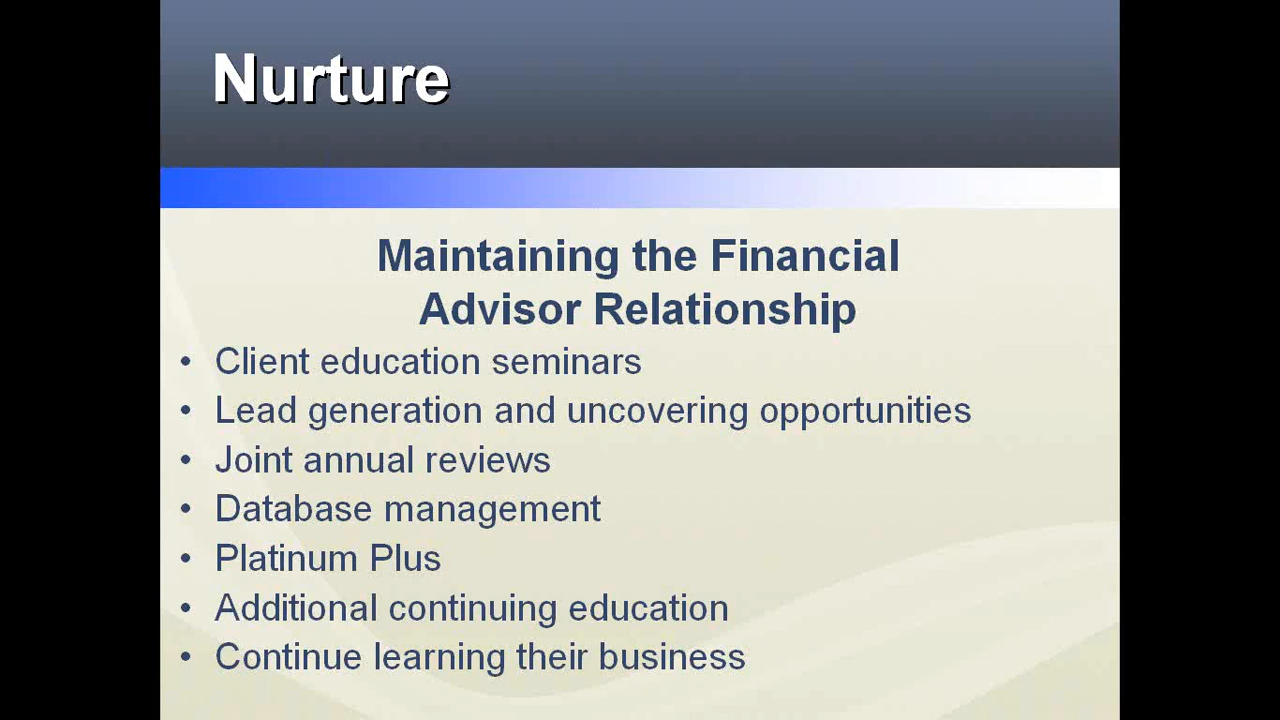 Nurture
Maintaining the Financial
Advisor Relationship
• Client education seminars
• Lead generation and uncovering opportunities
• Joint annual reviews
• Database management
• Platinum Plus
• Additional continuing education
• Continue learning their business